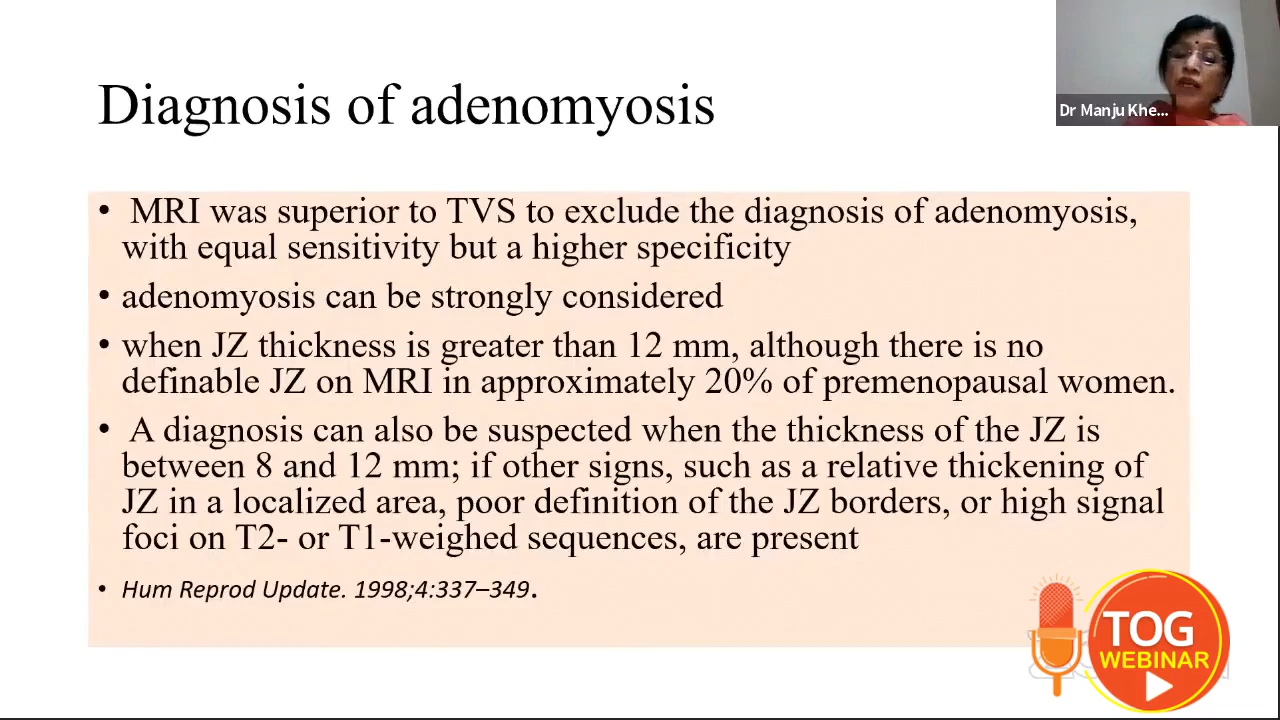 Dr Manju Khe...
Diagnosis of adenomyosis
• MRI was superior to TVS to exclude the diagnosis of adenomyosis,
with equal sensitivity but a higher specificity
• adenomyosis can be strongly considered
• when JZ thickness is greater than 12 mm, although there is no
definable JZ on MRI in approximately 20% of premenopausal women.
• A diagnosis can also be suspected when the thickness of the JZ is
between 8 and 12 mm; if other signs, such as a relative thickening of
JZ in a localized area, poor definition of the JZ borders, or high signal
foci on T2- or T1-weighed sequences, are present
• Hum Reprod Update. 1998;4:337–349.
TOG
WEBINAR